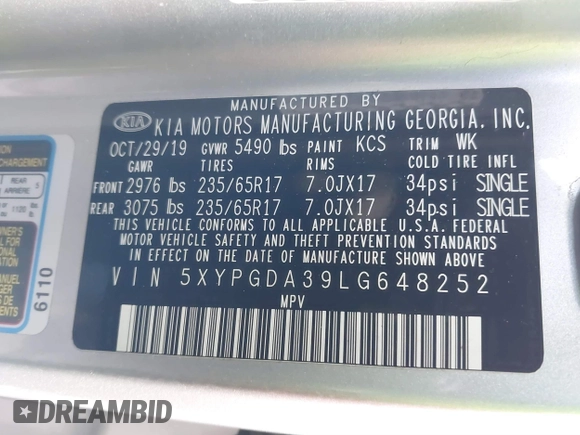 MANUFACTURED BY
KIA KIA MOTORS MANUFACTURING GEORGIA, INC.
OCT/29/19 GVWR 5490 lbs PAINT KCS TRIM WK
GAWR TIRES RIMS COLD TIRE INFL
FRONT 2976 lbs 235/65R17 7.0JX17 34psi SINGLE
REAR 3075 lbs 235/65R17 7.0JX17 34psi SINGLE
THIS VEHICLE CONFORMS TO ALL APPLICABLE U.S.A. FEDERAL
MOTOR VEHICLE SAFETY, BUMPER, AND THEFT PREVENTION STANDARDS
IN EFFECT ON THE DATE OF MANUFACTURE SHOWN ABOVE.
VIN 5XYPGDA39LG648252
MPV
6110
DREAMBID